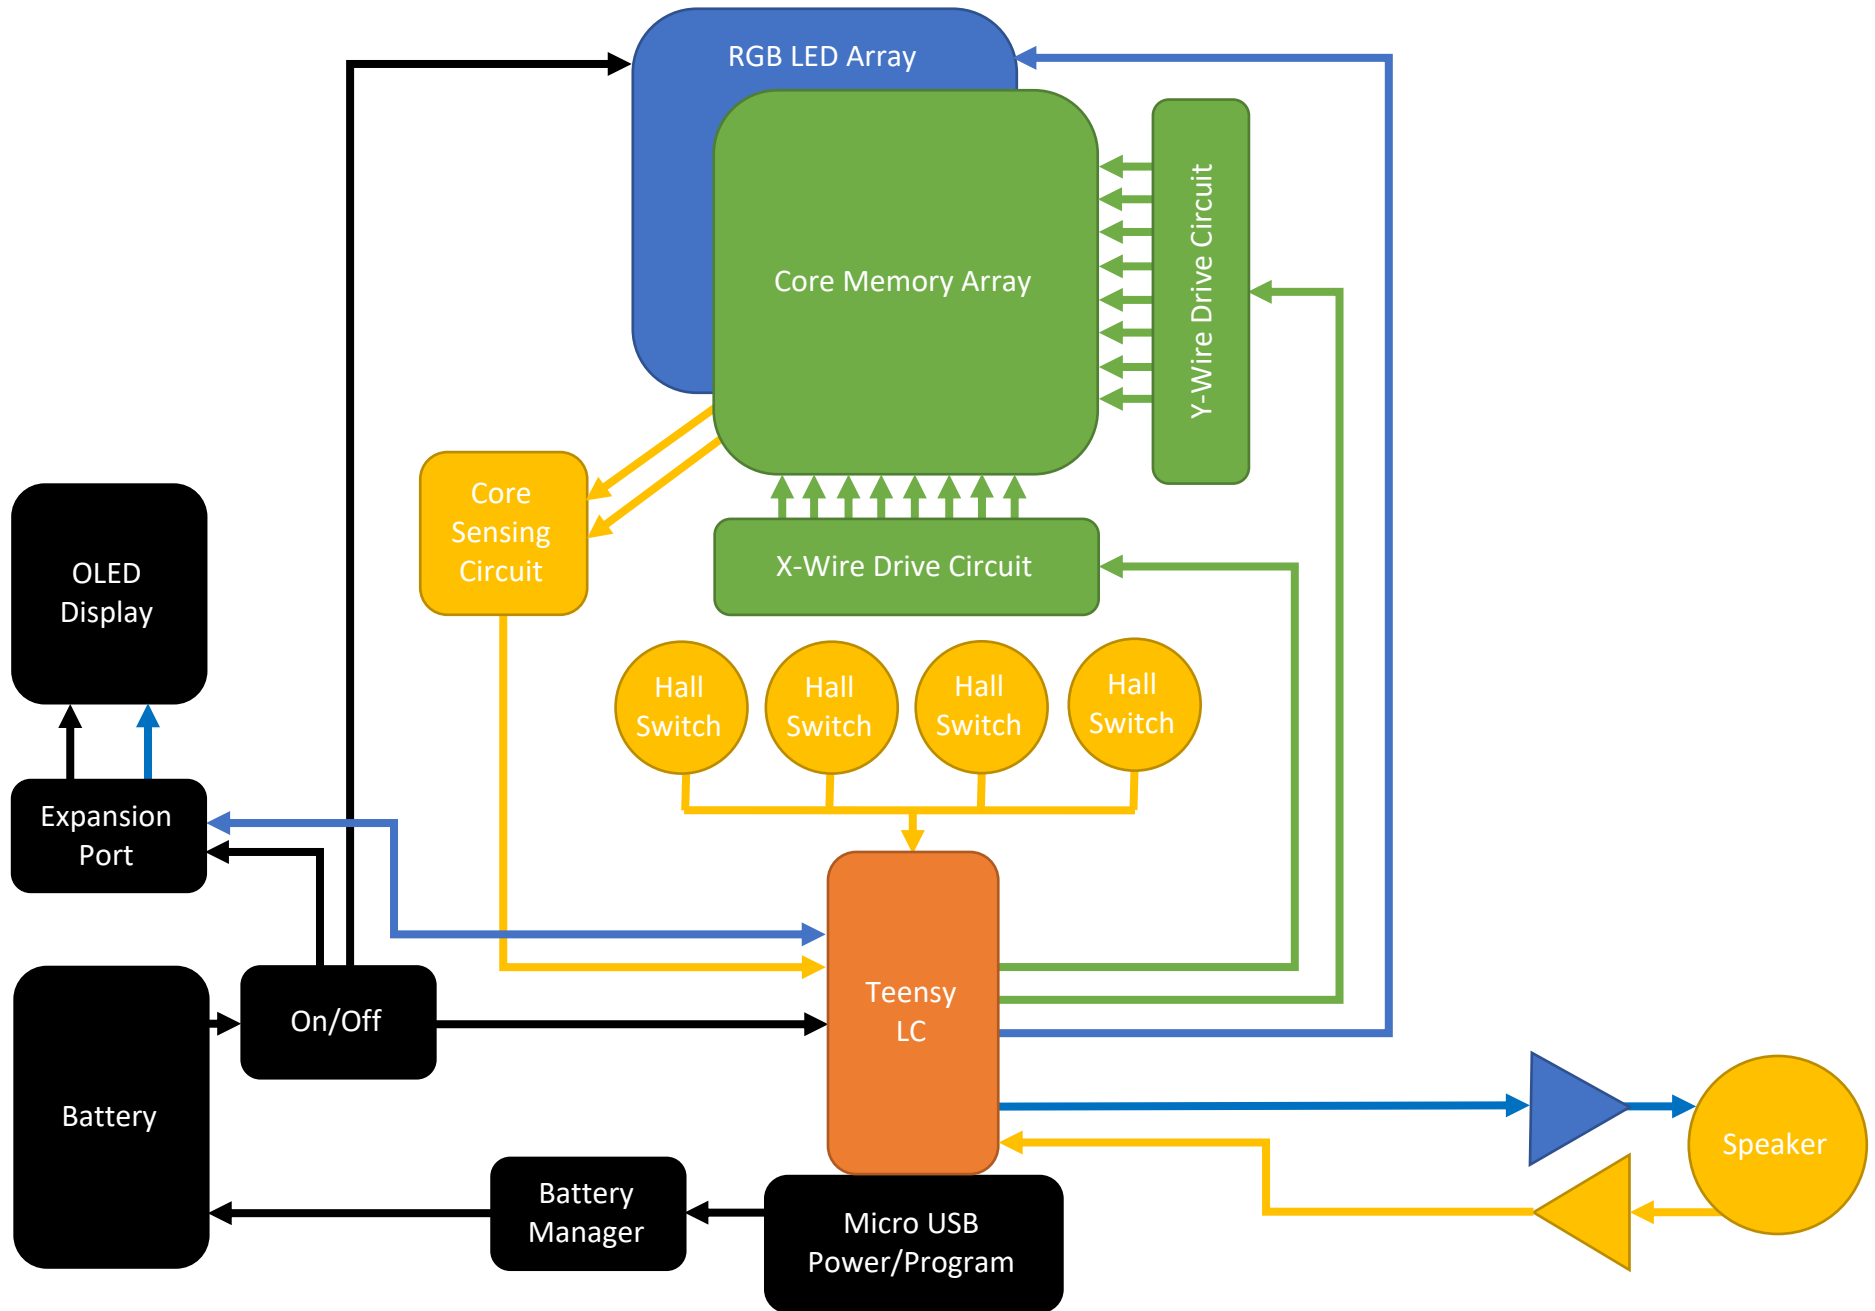 RGB LED Array
Core Memory Array
Y-Wire Drive Circuit
Core
Sensing
Circuit
X-Wire Drive Circuit
OLED
Display
Hall
Switch
Hall
Switch
Hall
Switch
Hall
Switch
Expansion
Port
Teensy
LC
On/Off
Battery
Speaker
Battery
Manager
Micro USB
Power/Program